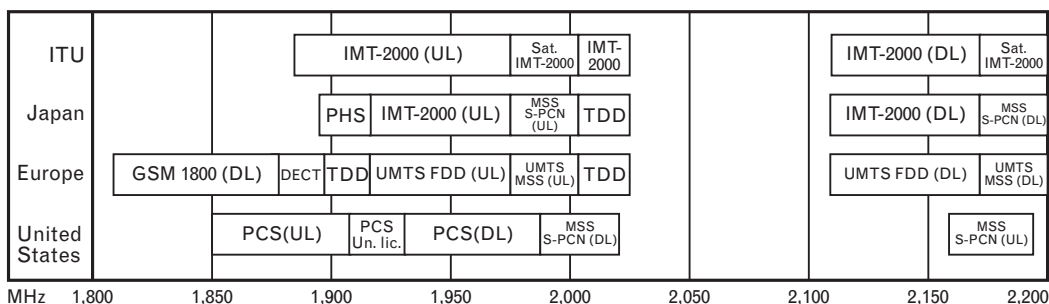 ITU
IMT-2000 (UL)
Sat.
IMT-2000
IMT-
2000
IMT-2000 (DL)
Sat.
IMT-2000
Japan
PHS
IMT-2000 (UL)
MSS
S-PCN
(UL)
TDD
IMT-2000 (DL)
MSS
S-PCN (DL)
Europe
GSM 1800 (DL)
DECT
TDD
UMTS FDD (UL)
UMTS
MSS (UL)
TDD
UMTS FDD (DL)
UMTS
MSS (DL)
United
States
PCS(UL)
PCS
Un. lic.
PCS(DL)
MSS
S-PCN (DL)
MSS
S-PCN (UL)
MHz 1,800 1,850 1,900 1,950 2,000 2,050 2,100 2,150 2,200